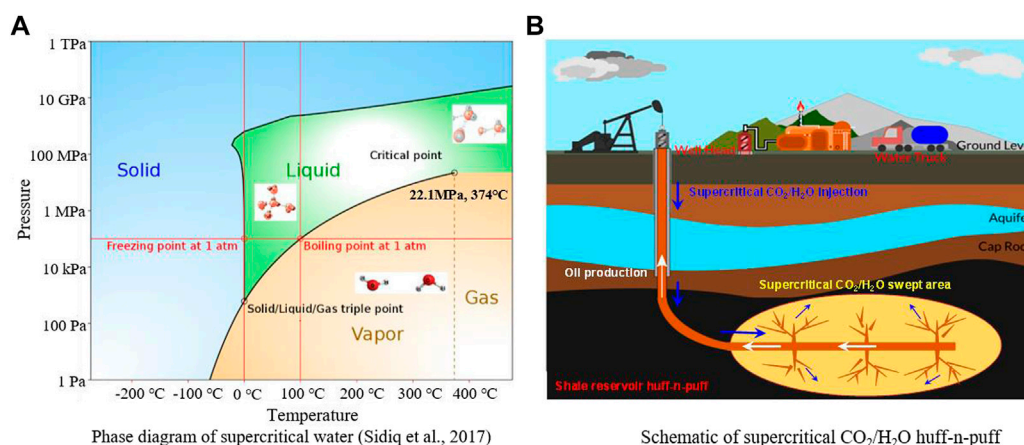 A
1 TPa
10 GPa
100 MPa
1 MPa
10 kPa
100 Pa
1 Pa
Pressure
Solid
Liquid
Critical point
22.1MPa, 374°C
Freezing point at 1 atm
Boiling point at 1 atm
Solid/Liquid/Gas triple point
Gas
Vapor
-200 °C
-100 °C
0 °C
100 °C
200 °C
300 °C
400 °C
Temperature
Phase diagram of supercritical water (Sidiq et al., 2017)
B
Well Head
Water Truck
Ground Leve
Supercritical CO₂/H₂O Injection
Aquife
Cap Roc
Oil production
Supercritical CO₂/H₂O swept area
Shale reservoir huff-n-puff
Schematic of supercritical CO₂/H₂O huff-n-puff